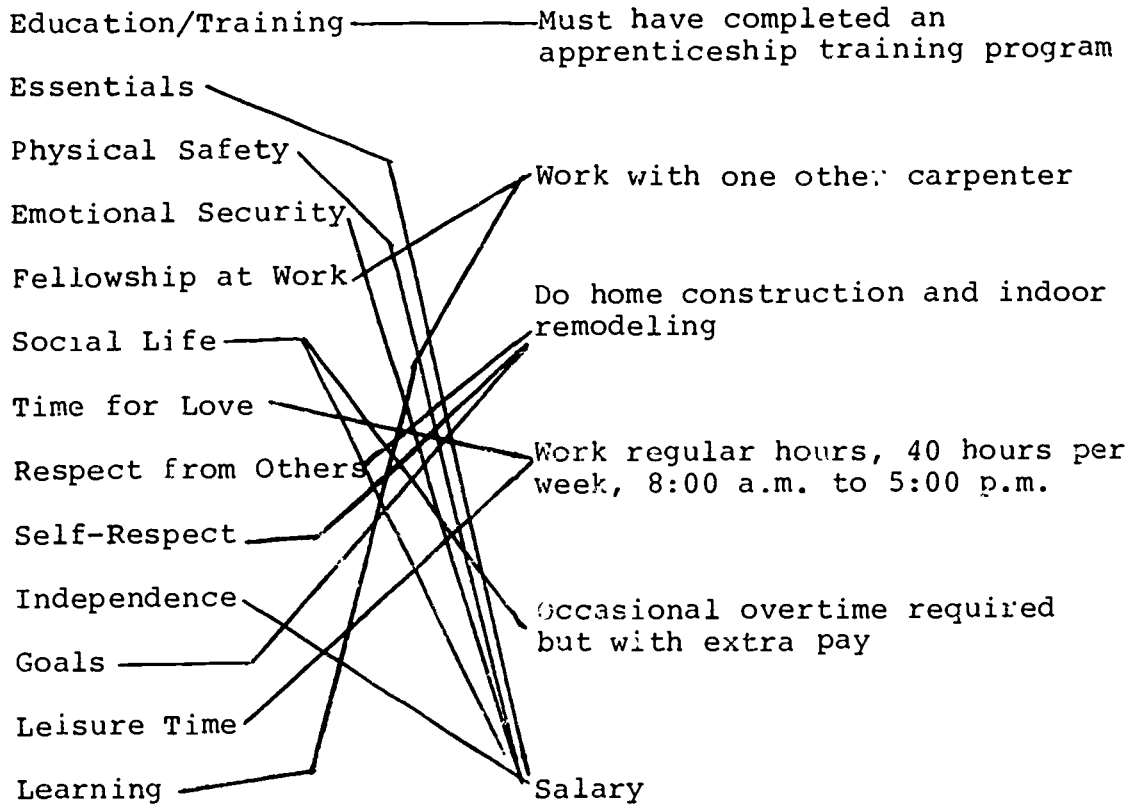 Education/Training
Must have completed an
apprenticeship training program
Essentials
Physical Safety
Work with one other carpenter
Emotional Security
Fellowship at Work
Do home construction and indoor
remodeling
Social Life
Time for Love
Work regular hours, 40 hours per
week, 8:00 a.m. to 5:00 p.m.
Respect from Others
Self-Respect
Independence
Occasional overtime required
but with extra pay
Goals
Leisure Time
Learning
Salary